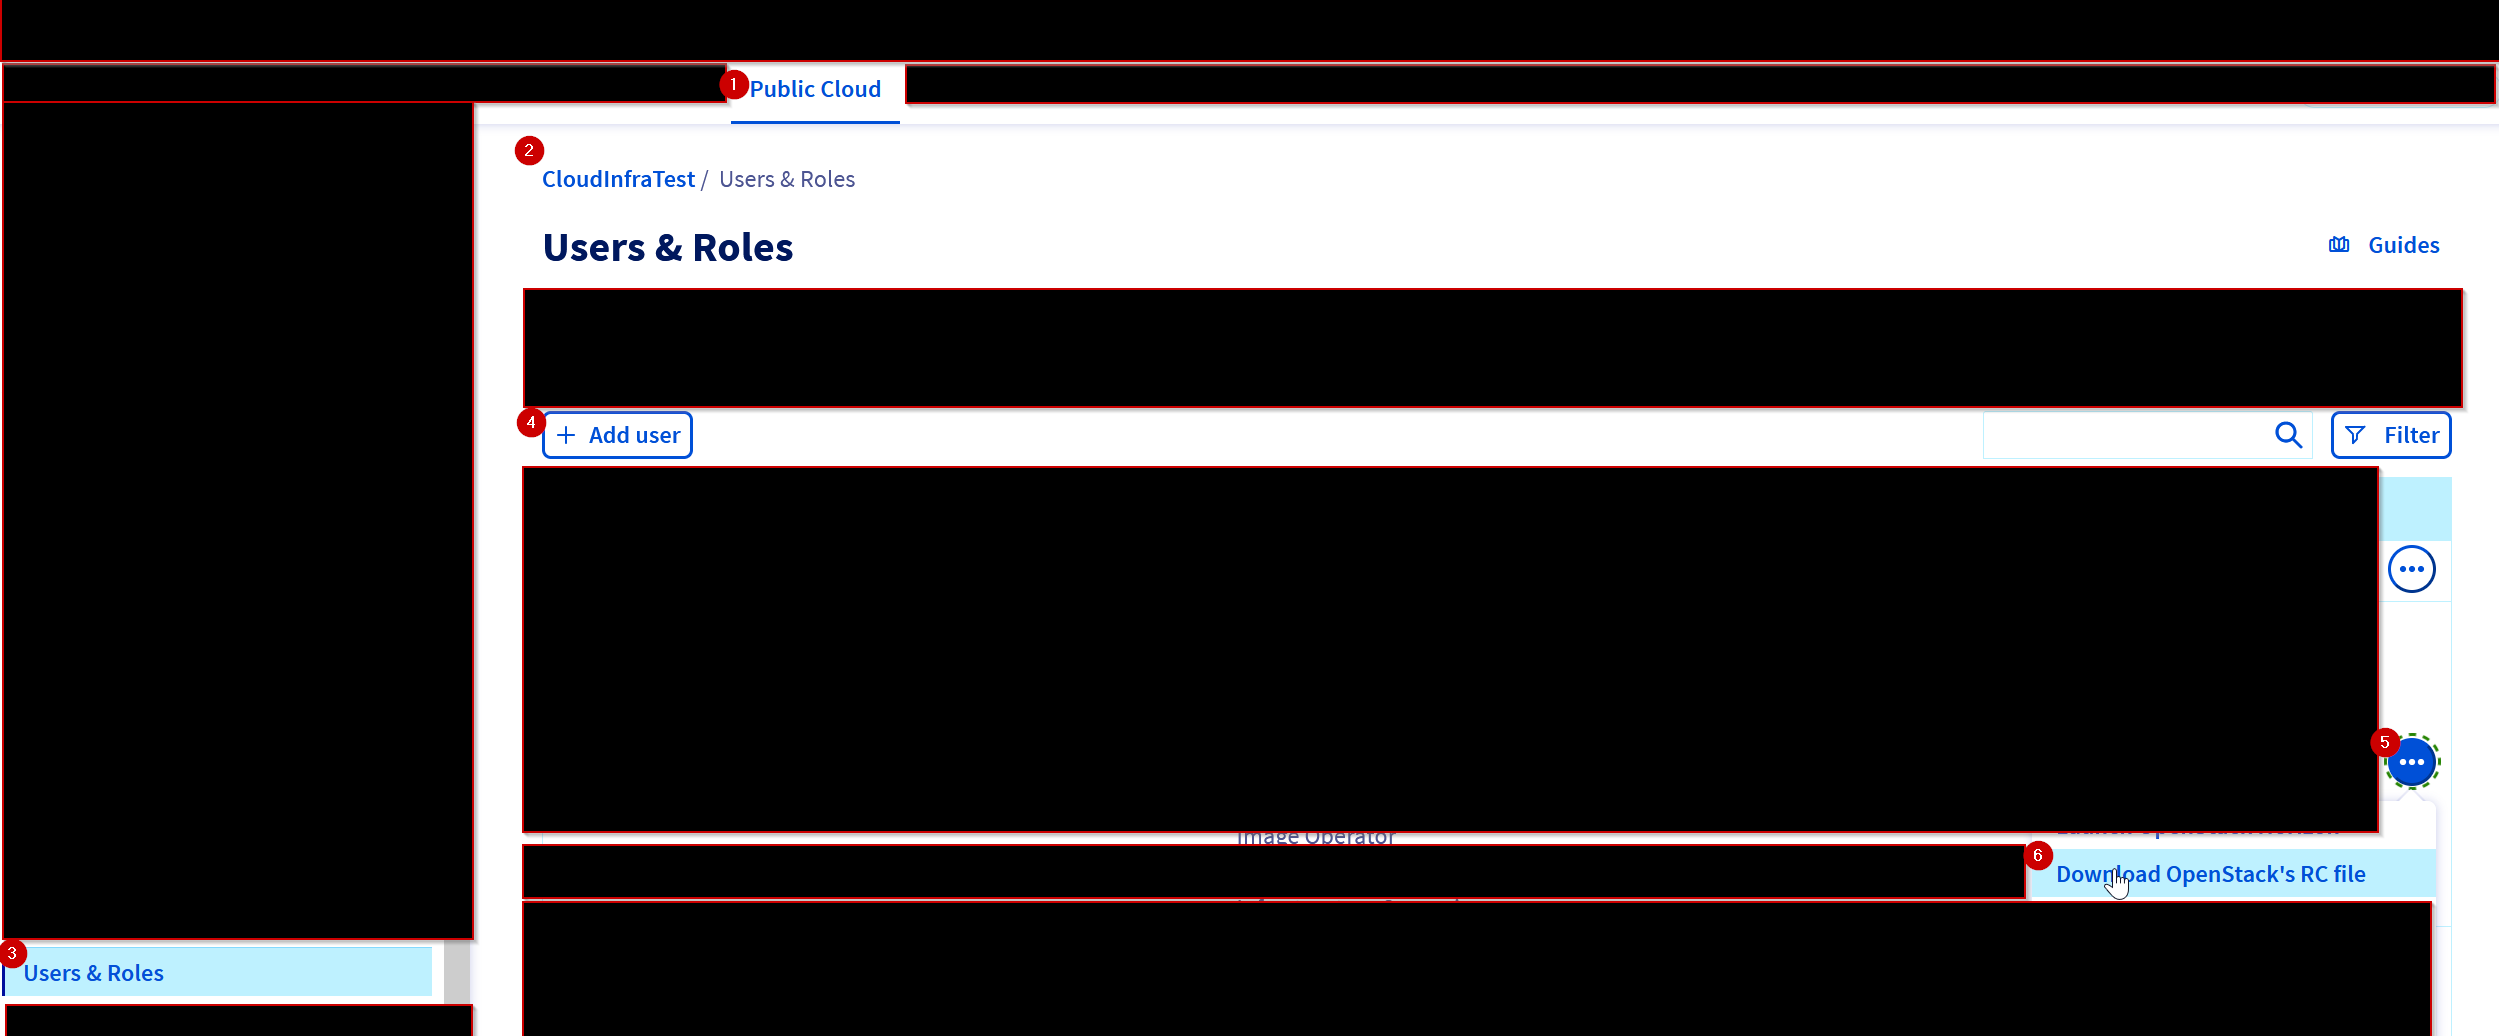 1
Public Cloud
2
CloudInfraTest / Users & Roles
Users & Roles
Guides
4
+ Add user
Filter
5
Image Operator
6
Download OpenStack's RC file
3
Users & Roles